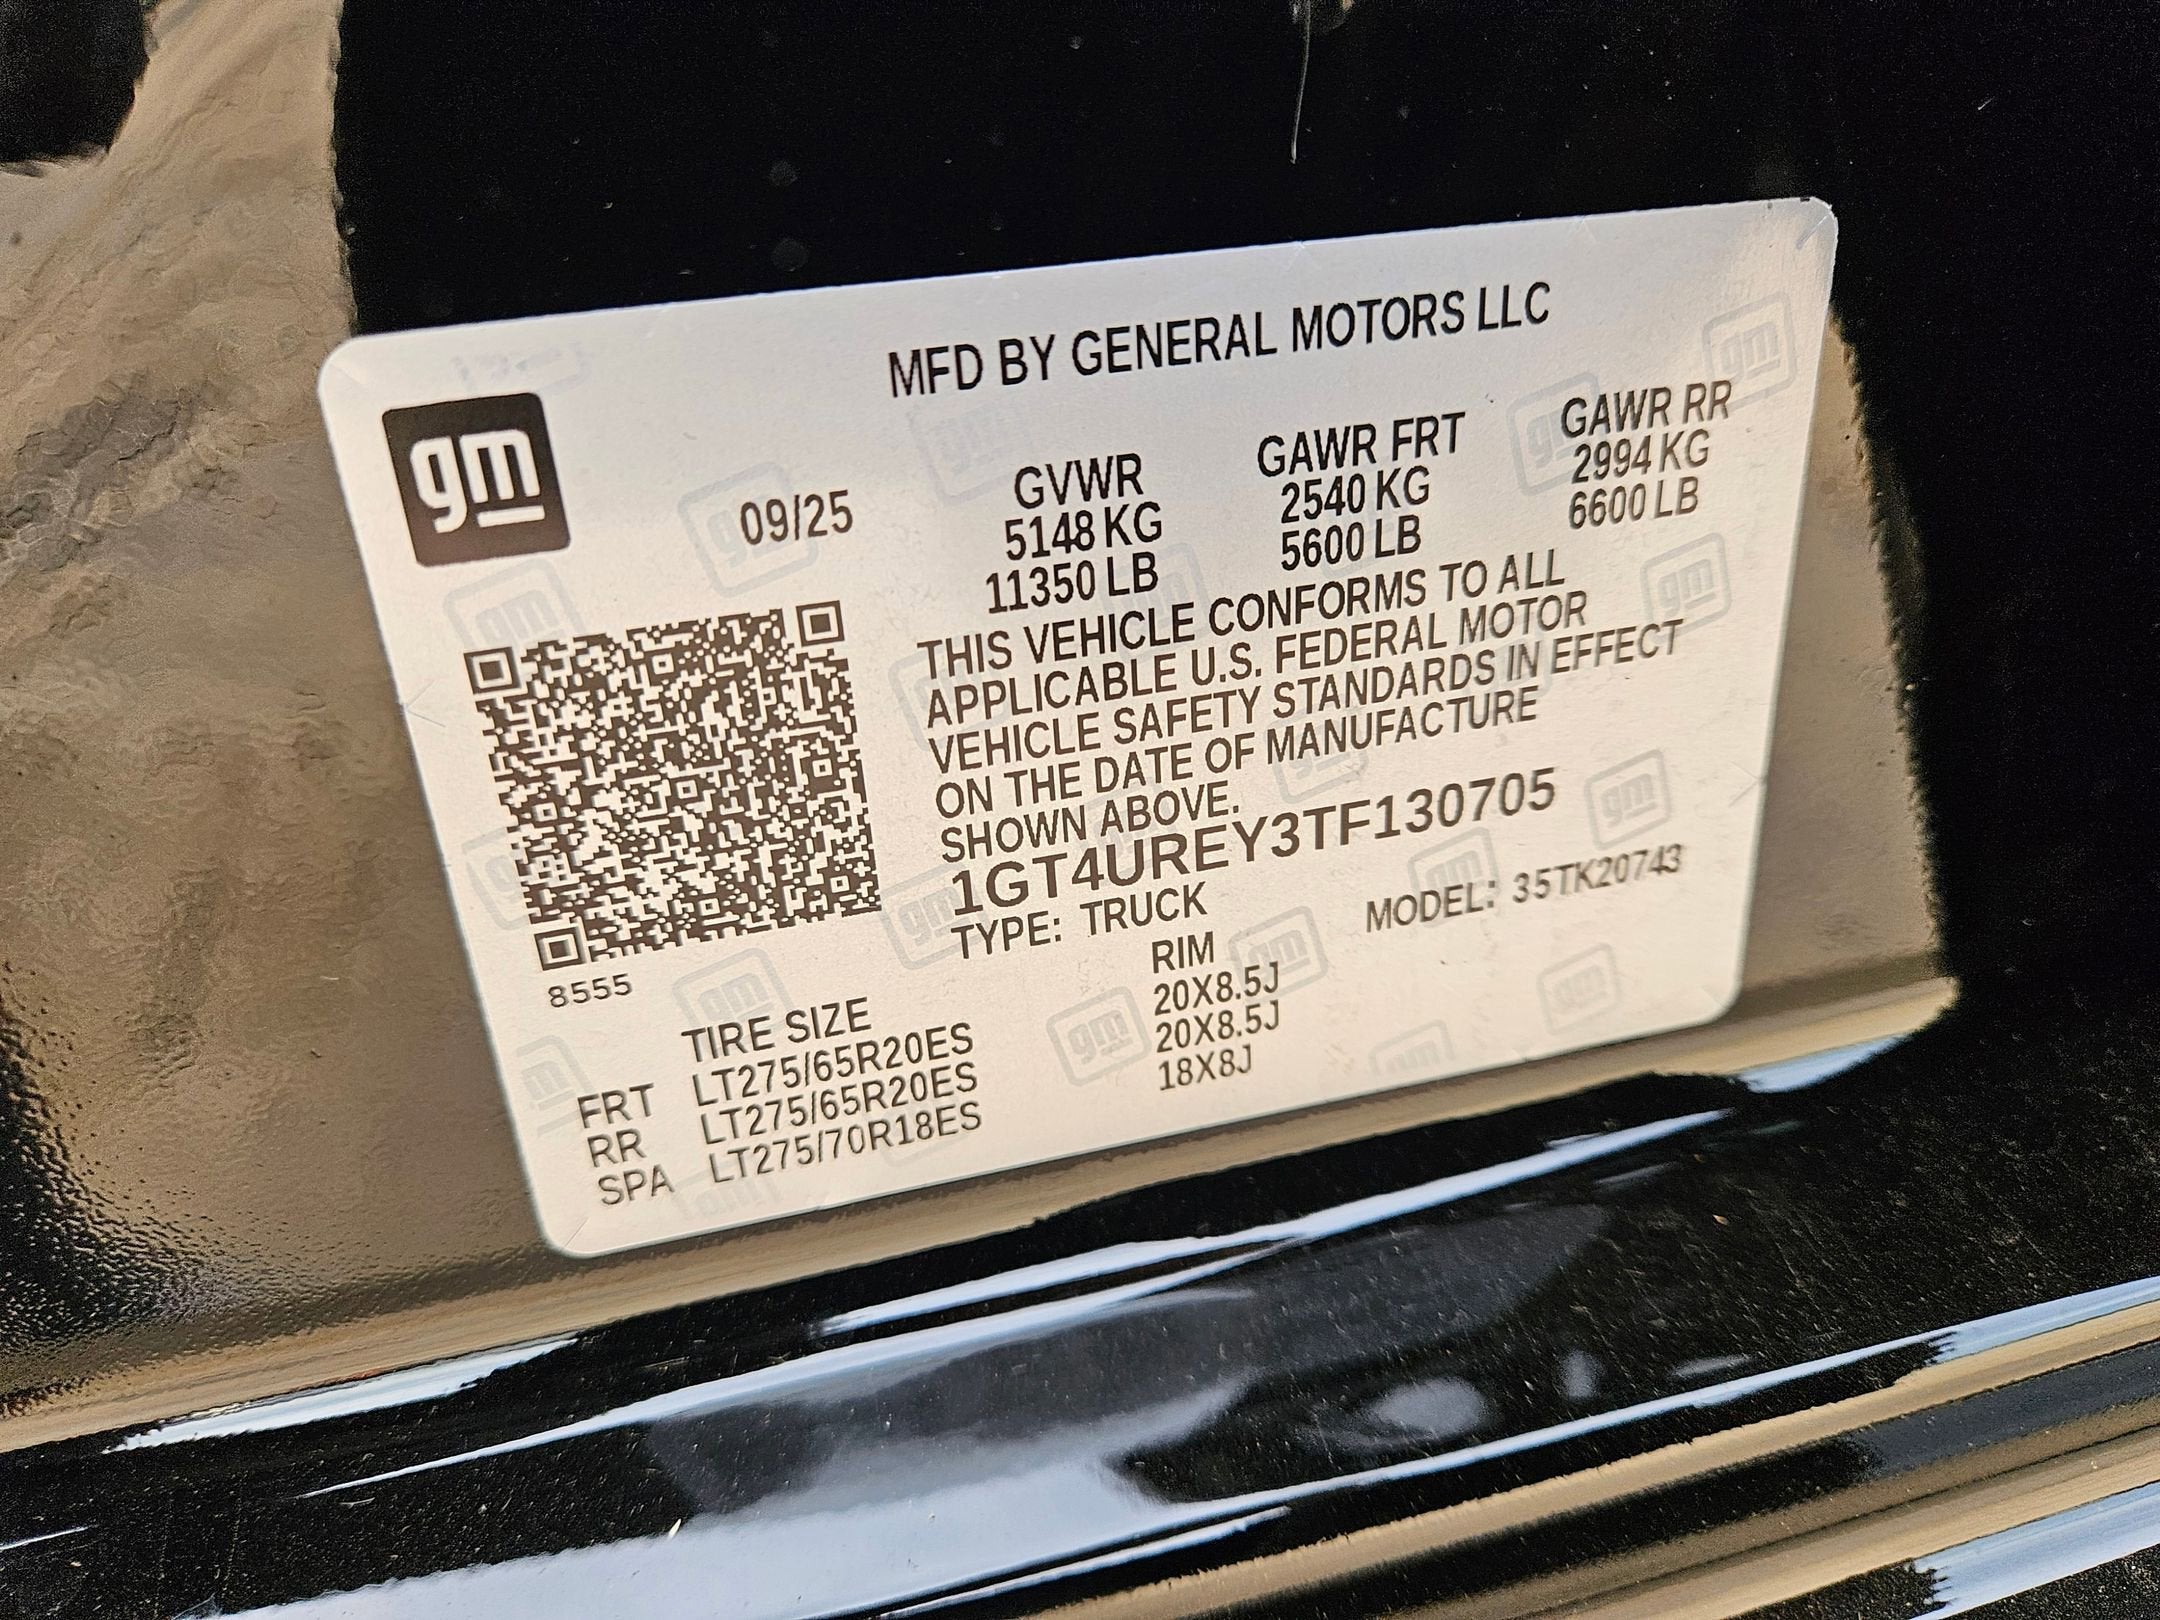 MFD BY GENERAL MOTORS LLC
gm
09/25
GVWR GAWR FRT GAWR RR
5148 KG 2540 KG 2994 KG
11350 LB 5600 LB 6600 LB
THIS VEHICLE CONFORMS TO ALL
APPLICABLE U.S. FEDERAL MOTOR
VEHICLE SAFETY STANDARDS IN EFFECT
ON THE DATE OF MANUFACTURE
SHOWN ABOVE.
1GT4UREY3TF130705
TYPE: TRUCK MODEL: 35TK20743
8555
TIRE SIZE RIM
FRT LT275/65R20ES 20X8.5J
RR LT275/65R20ES 20X8.5J
SPA LT275/70R18ES 18X8J